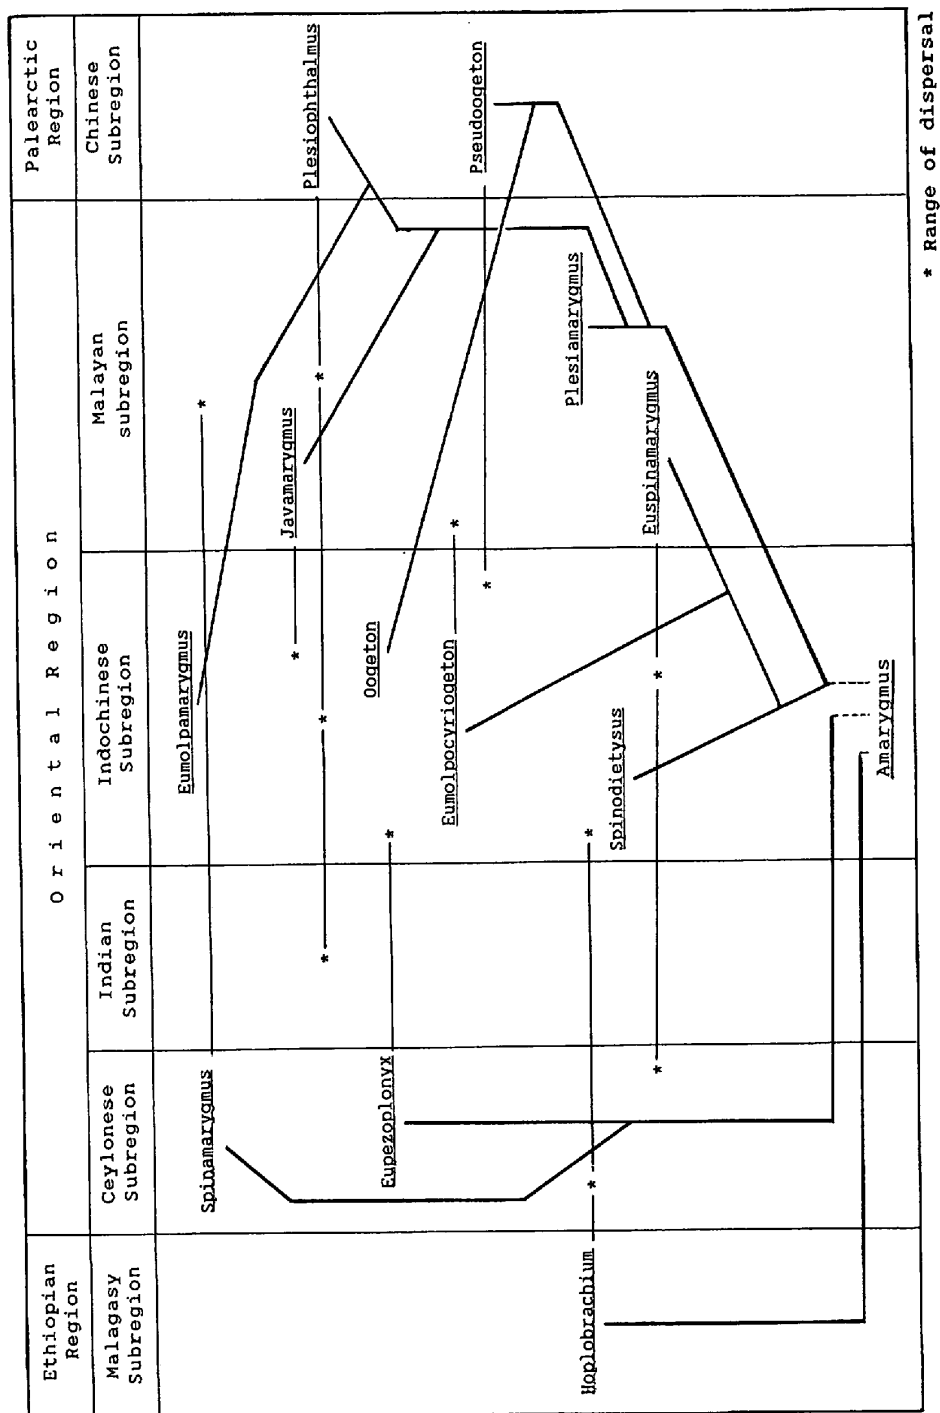 Ethiopian
Region
Oriental Region
Palearctic
Region
Malagasy
Subregion
Ceylonese
Subregion
Indian
Subregion
Indochinese
Subregion
Malayan
subregion
Chinese
Subregion
Eumolpamarygmus
*
Spinamarygmus
Javamarygmus
*
Plesiophthalmus
*
*
*
Oogeton
Eupezoplonyx
*
Eumolpocyriogeton
*
Pseudoogeton
*
Plesiamarygmus
Hoplobrachium
*
*
Spinodietysus
Euspinamarygmus
*
*
Amarygmus
* Range of dispersal